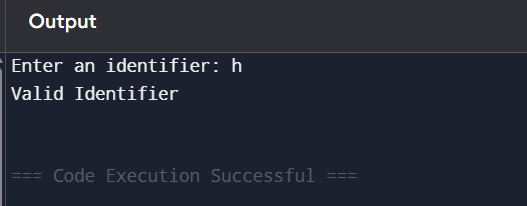 Output
Enter an identifier: h
Valid Identifier
=== Code Execution Successful ===